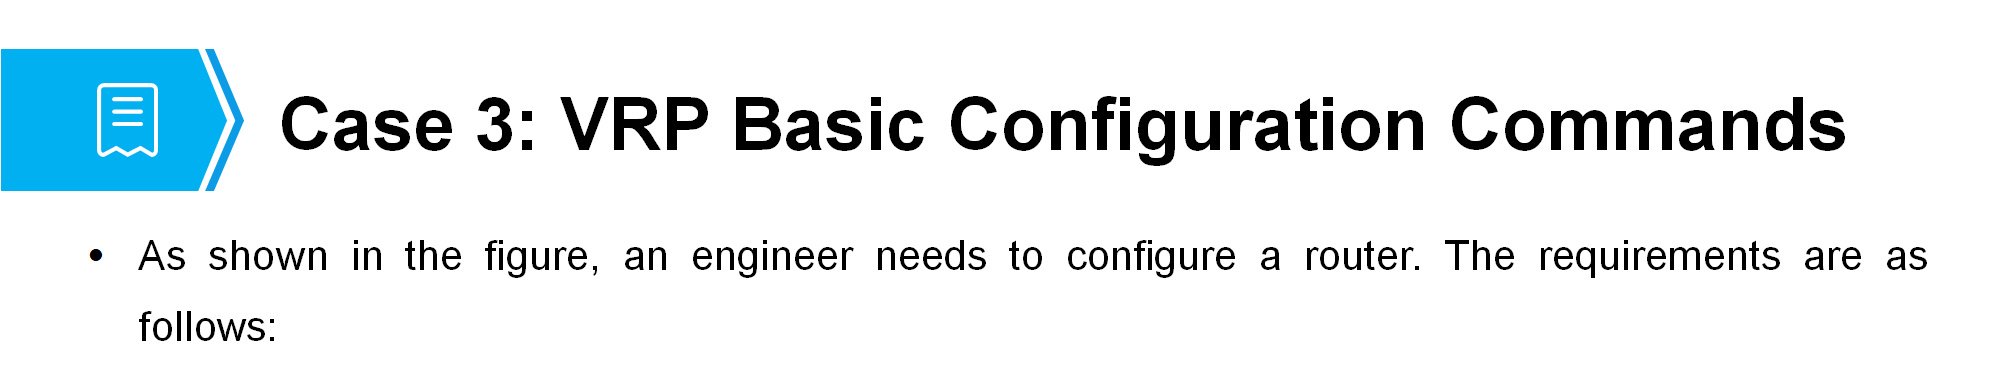 Case 3: VRP Basic Configuration Commands
• As shown in the figure, an engineer needs to configure a router. The requirements are as
follows: